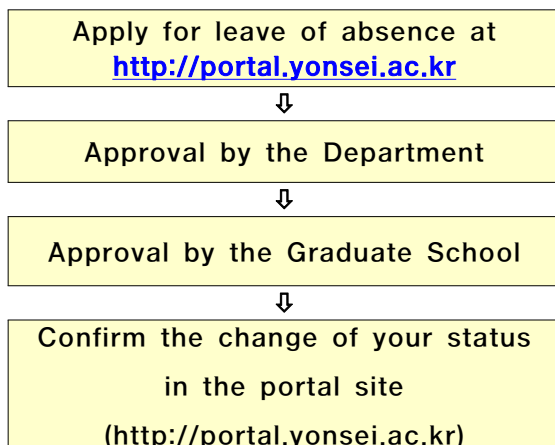 Apply for leave of absence at
http://portal.yonsei.ac.kr
⇩
Approval by the Department
⇩
Approval by the Graduate School
⇩
Confirm the change of your status
in the portal site
(http://portal.yonsei.ac.kr)